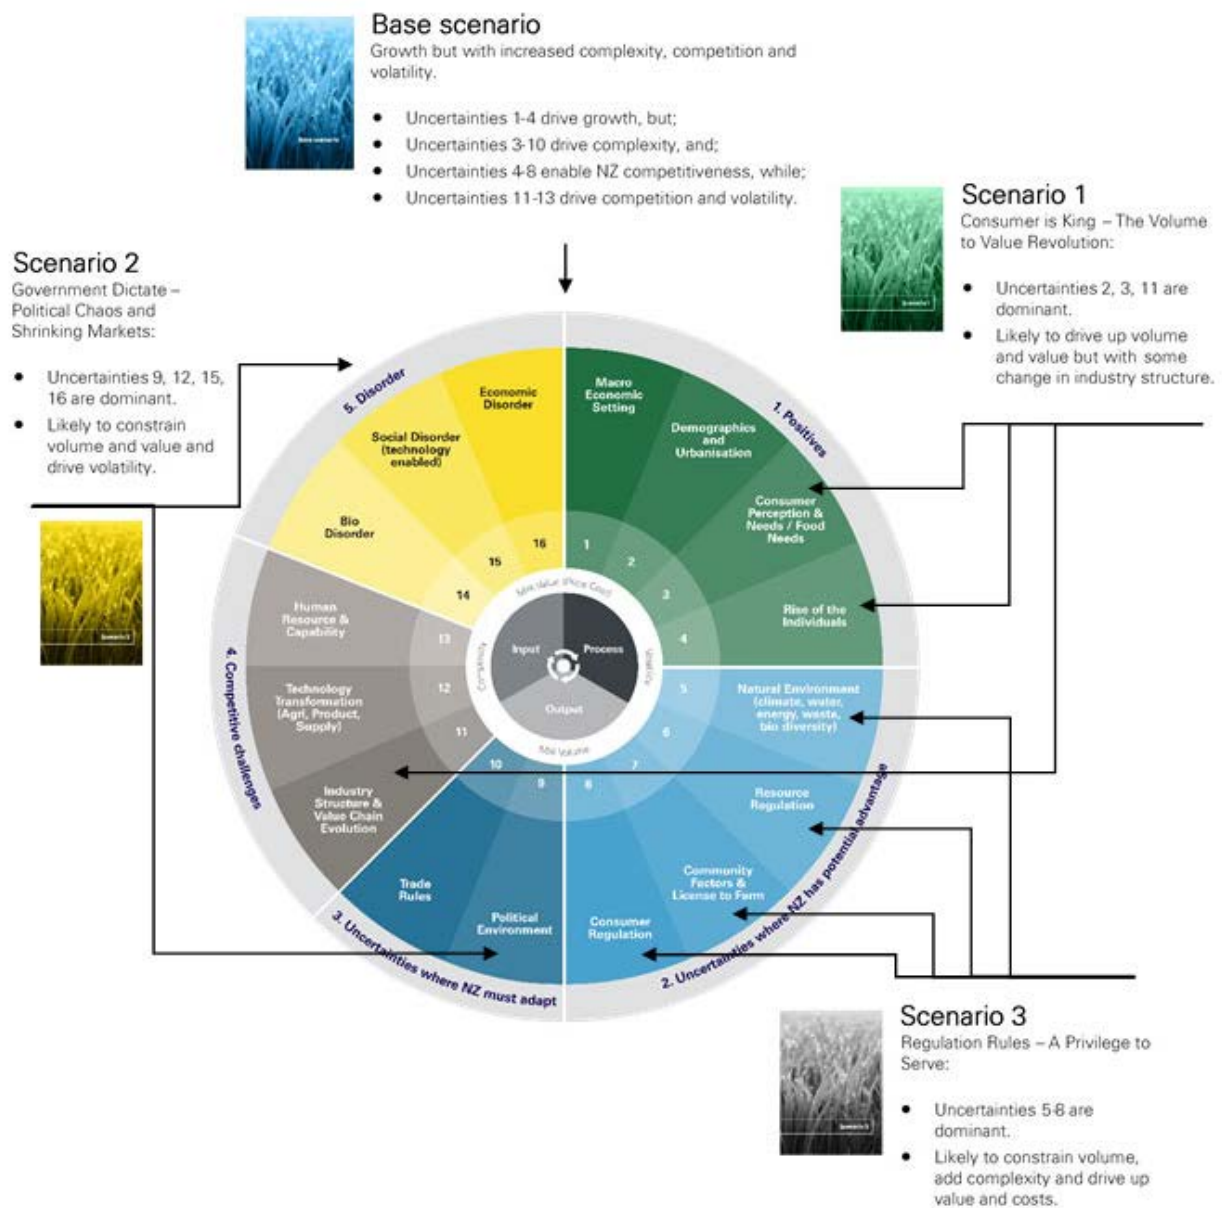 Base scenario
Growth but with increased complexity, competition and
volatility.
● Uncertainties 1-4 drive growth, but;
● Uncertainties 3-10 drive complexity, and;
● Uncertainties 4-8 enable NZ competitiveness, while;
● Uncertainties 11-13 drive competition and volatility.
Base scenario
Scenario 1
Consumer is King – The Volume
to Value Revolution:
● Uncertainties 2, 3, 11 are
dominant.
● Likely to drive up volume
and value but with some
change in industry structure.
Scenario 1
Scenario 2
Government Dictate –
Political Chaos and
Shrinking Markets:
● Uncertainties 9, 12, 15,
16 are dominant.
● Likely to constrain
volume and value and
drive volatility.
5. Disorder
Economic
Disorder
Social Disorder
(technology
enabled)
Bio
Disorder
16
15
14
1. Positives
Macro
Economic
Setting
Demographics
and
Urbanisation
Consumer
Perception &
Needs / Food
Needs
Rise of the
Individuals
1
2
3
4
4. Competitive challenges
Human
Resource &
Capability
Technology
Transformation
(Agri, Product,
Supply)
Industry
Structure &
Value Chain
Evolution
13
12
11
Input
Process
Output
Complexity
Volatility
2. Uncertainties where NZ has potential advantage
Natural Environment
(climate, water,
energy, waste,
bio diversity)
Resource
Regulation
Community
Factors &
License to Farm
Consumer
Regulation
5
6
7
8
3. Uncertainties where NZ must adapt
Trade
Rules
Political
Environment
10
9
Scenario 3
Regulation Rules – A Privilege to
Serve:
● Uncertainties 5-8 are
dominant.
● Likely to constrain volume,
add complexity and drive up
value and costs.